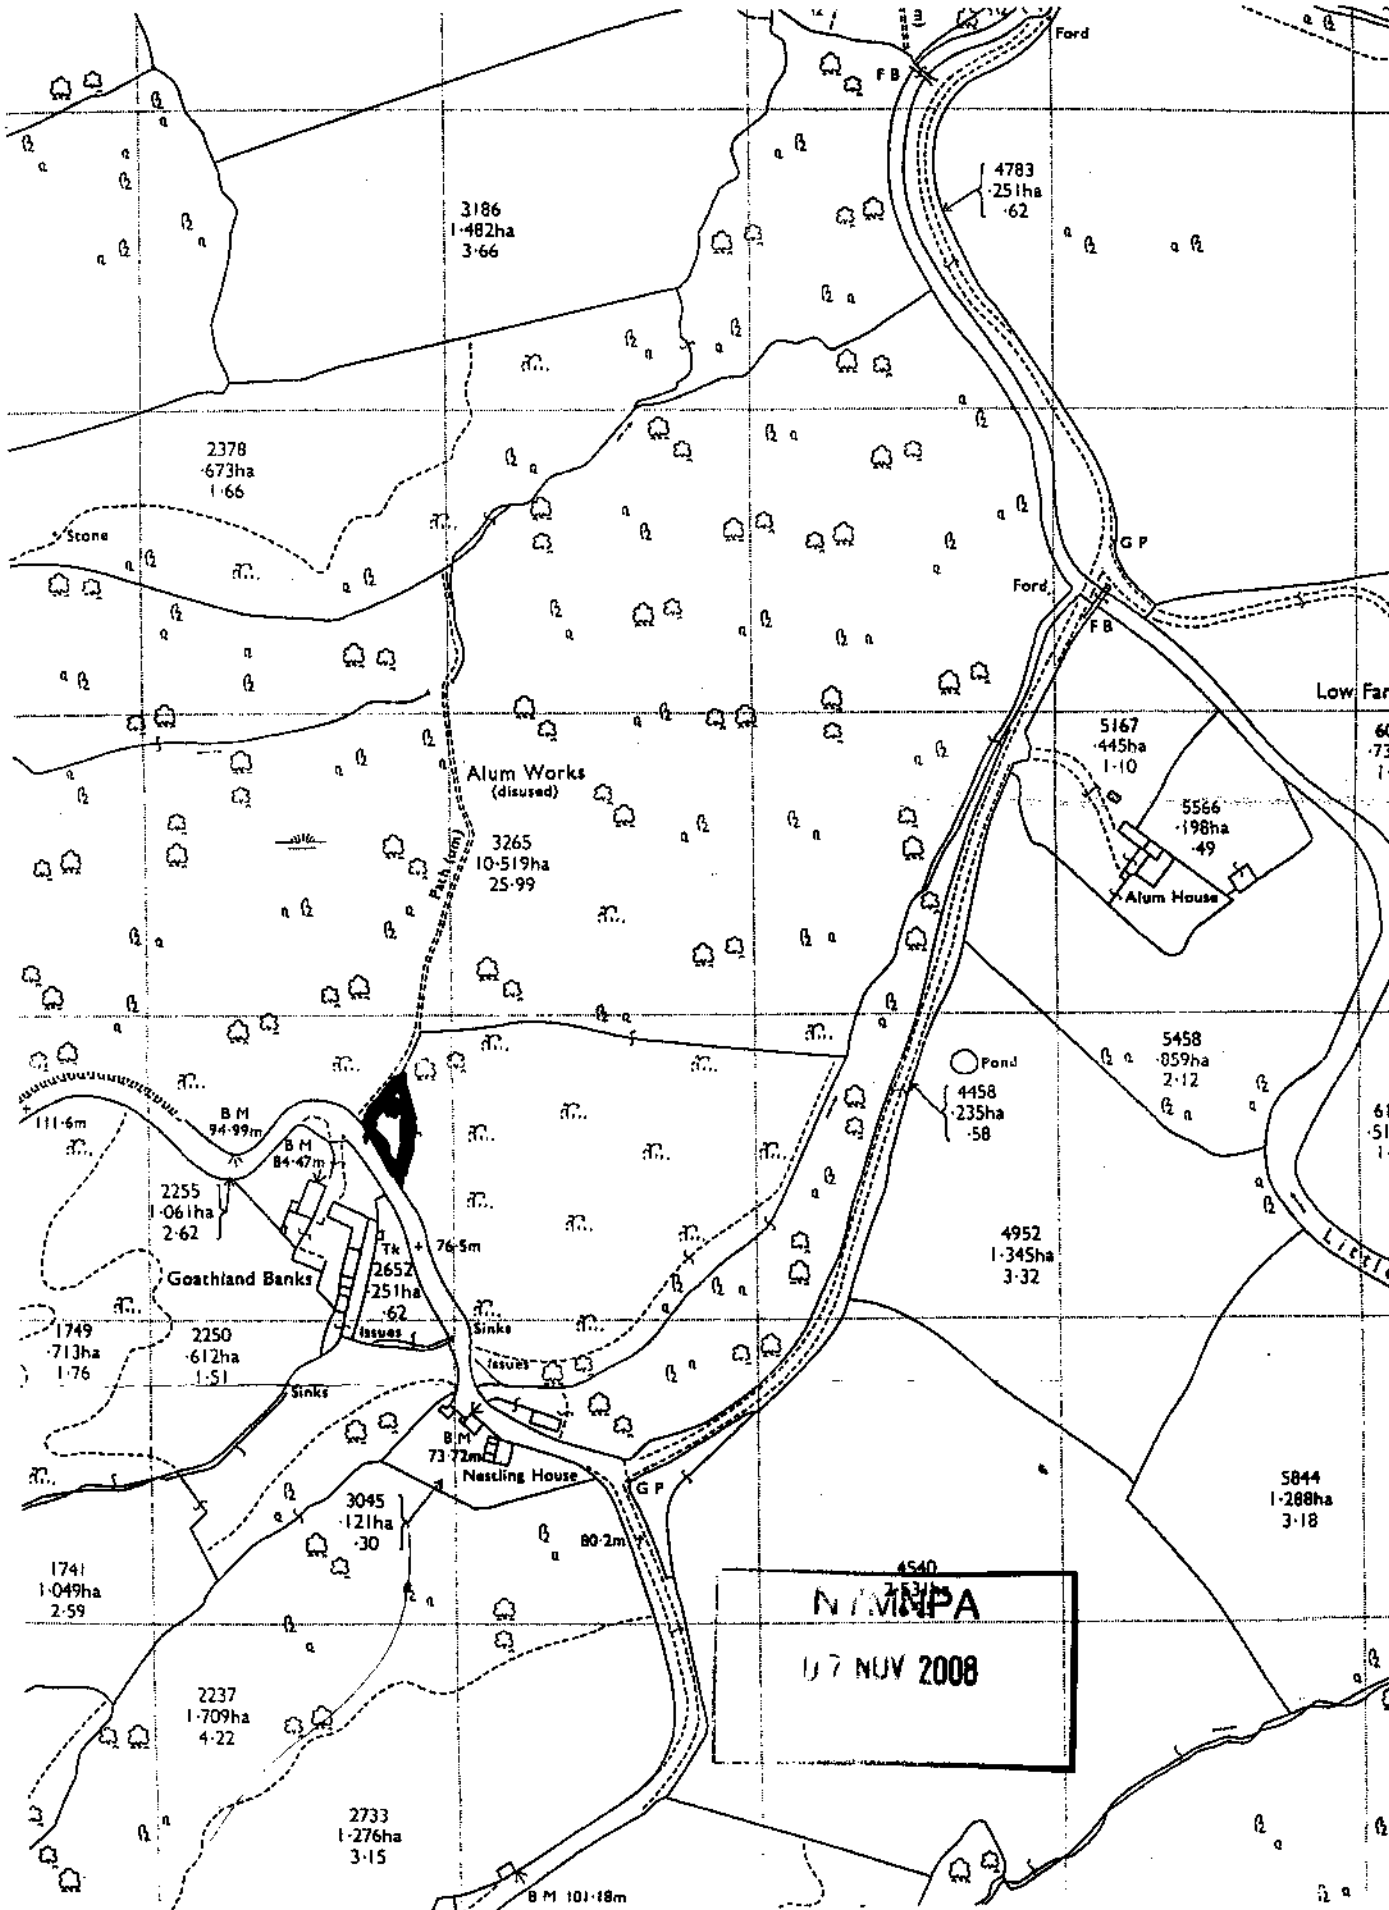 Ford
F B
4783
·251ha
·62
3186
1·482ha
3·66
2378
·673ha
1·66
Stone
G P
Ford
F B
Low Far
5167
·445ha
1·10
5566
·198ha
·49
Alum House
Alum Works
(disused)
3265
10·519ha
25·99
Path (um)
Pond
5458
·859ha
2·12
4458
·235ha
·58
111·6m
B M
94·99m
B M
84·47m
2255
1·061ha
2·62
Tk
76·5m
2652
·251ha
·62
Goathland Banks
Issues
Sinks
Issues
4952
1·345ha
3·32
Little
1749
·713ha
1·76
2250
·612ha
1·51
Sinks
B M
73·72m
Nestling House
G P
3045
·121ha
·30
80·2m
5844
1·288ha
3·18
1741
1·049ha
2·59
4540
NYMNPA
07 NOV 2008
2237
1·709ha
4·22
2733
1·276ha
3·15
B M 101·18m